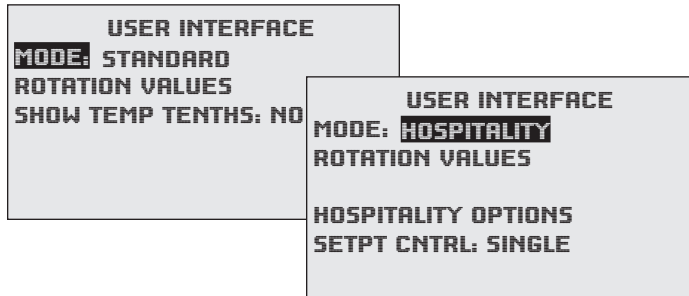 USER INTERFACE
MODE: STANDARD
ROTATION VALUES
SHOW TEMP TENTHS: NO
USER INTERFACE
MODE: HOSPITALITY
ROTATION VALUES
HOSPITALITY OPTIONS
SETPT CNTRL: SINGLE